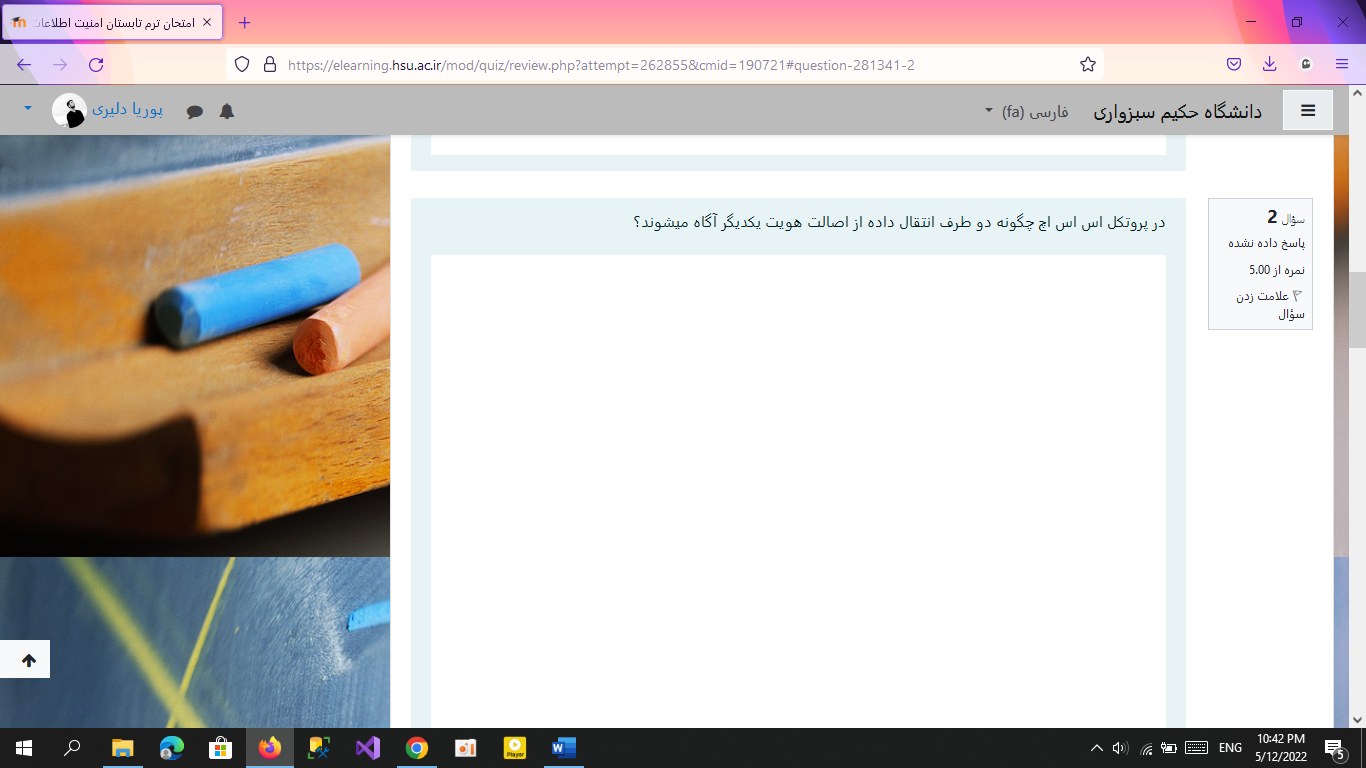 امتحان ترم تابستان امنیت اطلاعات
https://elearning.hsu.ac.ir/mod/quiz/review.php?attempt=262855&cmid=190721#question-281341-2
دانشگاه حکیم سبزواری
فارسی ‎(fa)‎
پوریا دلیری
سؤال 2
پاسخ داده نشده
نمره از 5.00
علامت زدن
سؤال
در پروتکل اس اس اچ چگونه دو طرف انتقال داده از اصالت هویت یکدیگر آگاه میشوند؟
Player
ENG
10:42 PM
5/12/2022
5